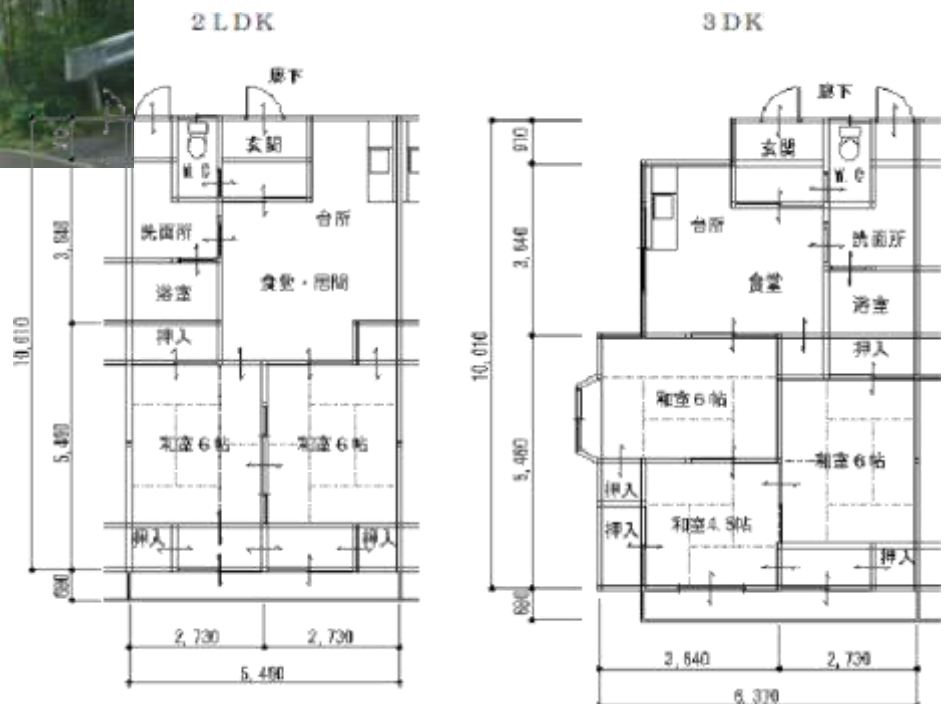 2LDK
廊下
玄関
W.C
台所
洗面所
食堂・居間
浴室
押入
和室6帖
和室6帖
押入
押入
3,640
10,010
5,460
2,730
2,730
5,460
3DK
廊下
玄関
W.C
台所
洗面所
食堂
浴室
押入
和室6帖
和室6帖
押入
押入
和室4.5帖
押入
910
3,640
10,010
5,460
3,640
2,730
6,370